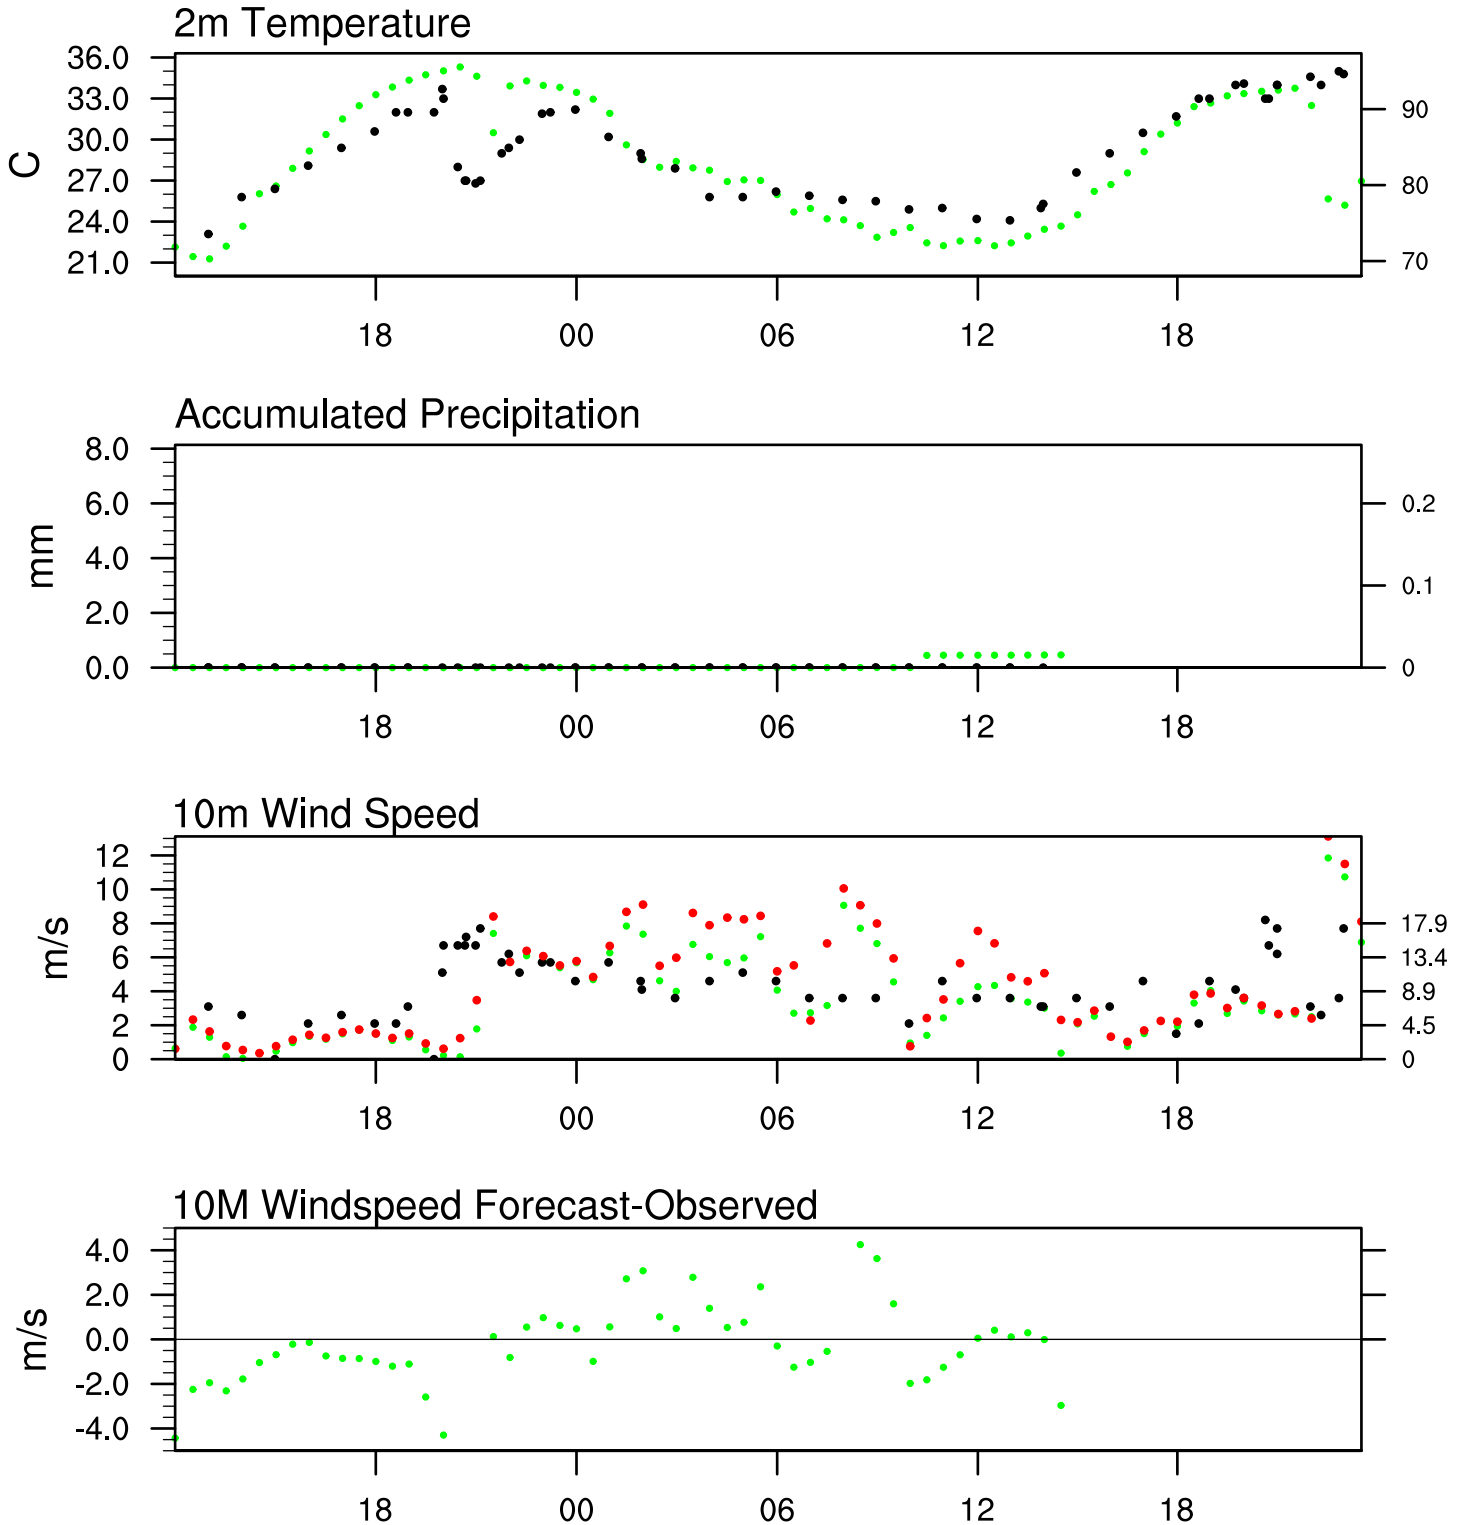 2m Temperature
36.0
33.0
30.0
27.0
24.0
21.0
C
90
80
70
18 00 06 12 18
Accumulated Precipitation
8.0
6.0
4.0
2.0
0.0
mm
0.2
0.1
0
18 00 06 12 18
10m Wind Speed
12
10
8
6
4
2
0
m/s
17.9
13.4
8.9
4.5
0
18 00 06 12 18
10M Windspeed Forecast-Observed
4.0
2.0
0.0
-2.0
-4.0
m/s
18 00 06 12 18